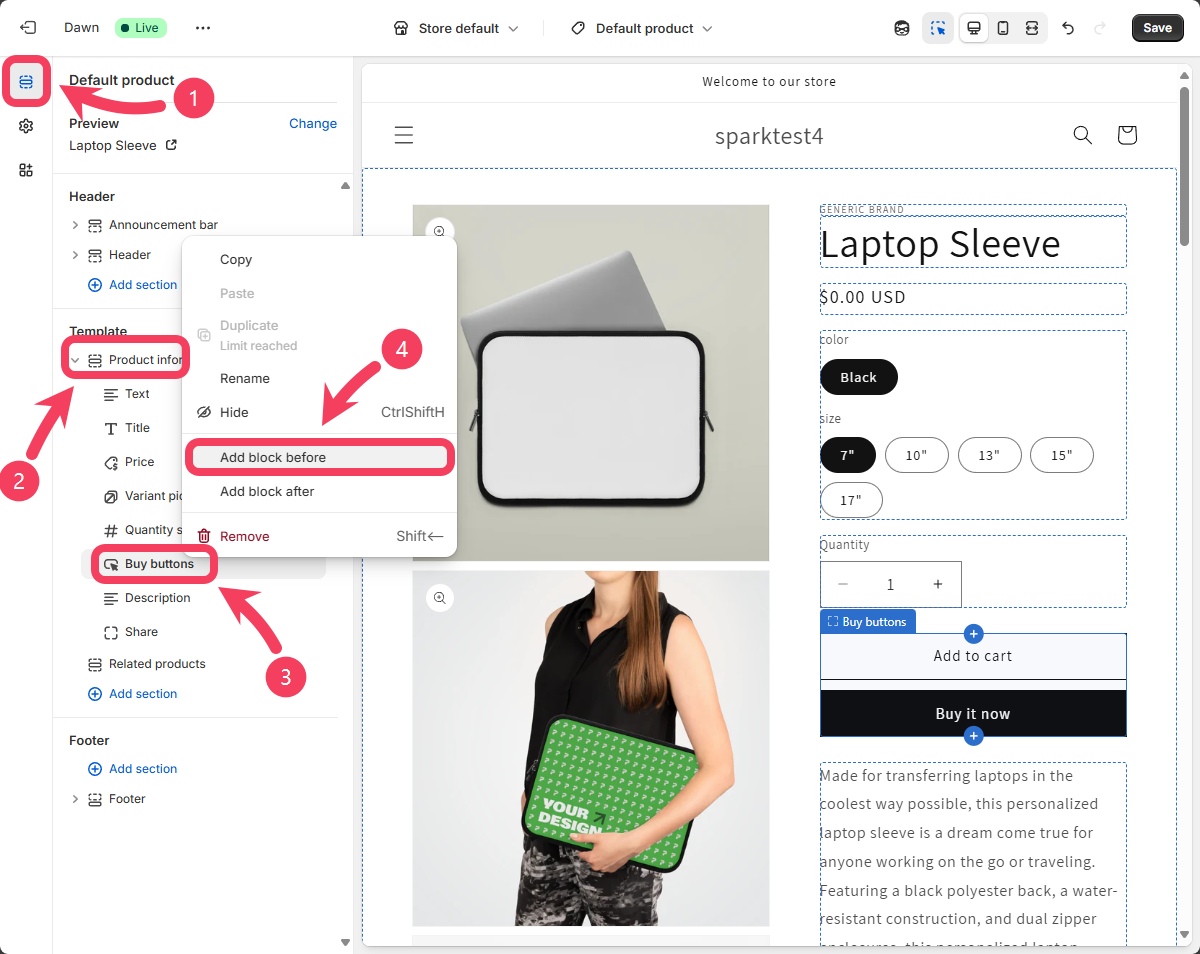 Dawn
Live
Store default
Default product
Save
Default product
1
Preview
Change
Laptop Sleeve
Header
Announcement bar
Header
Add section
Template
Product infor
Text
Title
Price
Variant pic
Quantity s
Buy buttons
Description
Share
Related products
Add section
Footer
Add section
Footer
2
3
Copy
Paste
Duplicate
Limit reached
4
Rename
Hide CtrlShiftH
Add block before
Add block after
Remove Shift
Welcome to our store
sparktest4
YOUR
DESIGN
GENERIC BRAND
Laptop Sleeve
$0.00 USD
color
Black
size
7" 10" 13" 15"
17"
Quantity
− 1 +
Buy buttons
Add to cart
Buy it now
Made for transferring laptops in the
coolest way possible, this personalized
laptop sleeve is a dream come true for
anyone working on the go or traveling.
Featuring a black polyester back, a water-
resistant construction, and dual zipper
enclosures, this personalized laptop